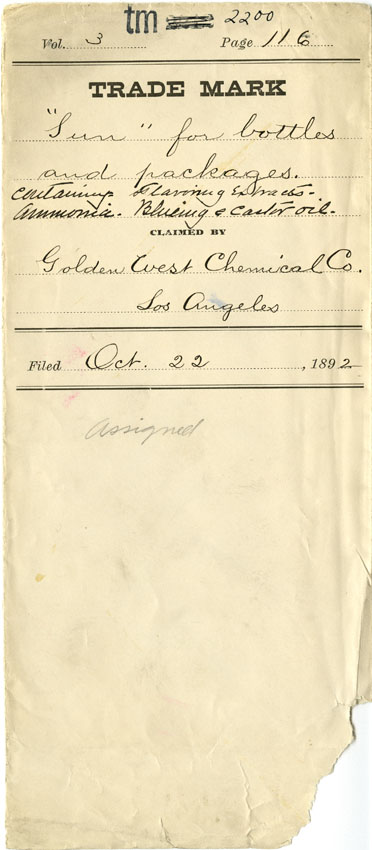 tm 2200
Vol. 3 Page 116
TRADE MARK
"Sun" for bottles
and packages.
containing Flavoring Extracts-
Ammonia- Bluing & castor oil.
CLAIMED BY
Golden West Chemical Co.
Los Angeles
Filed Oct. 22, 1892
Assigned